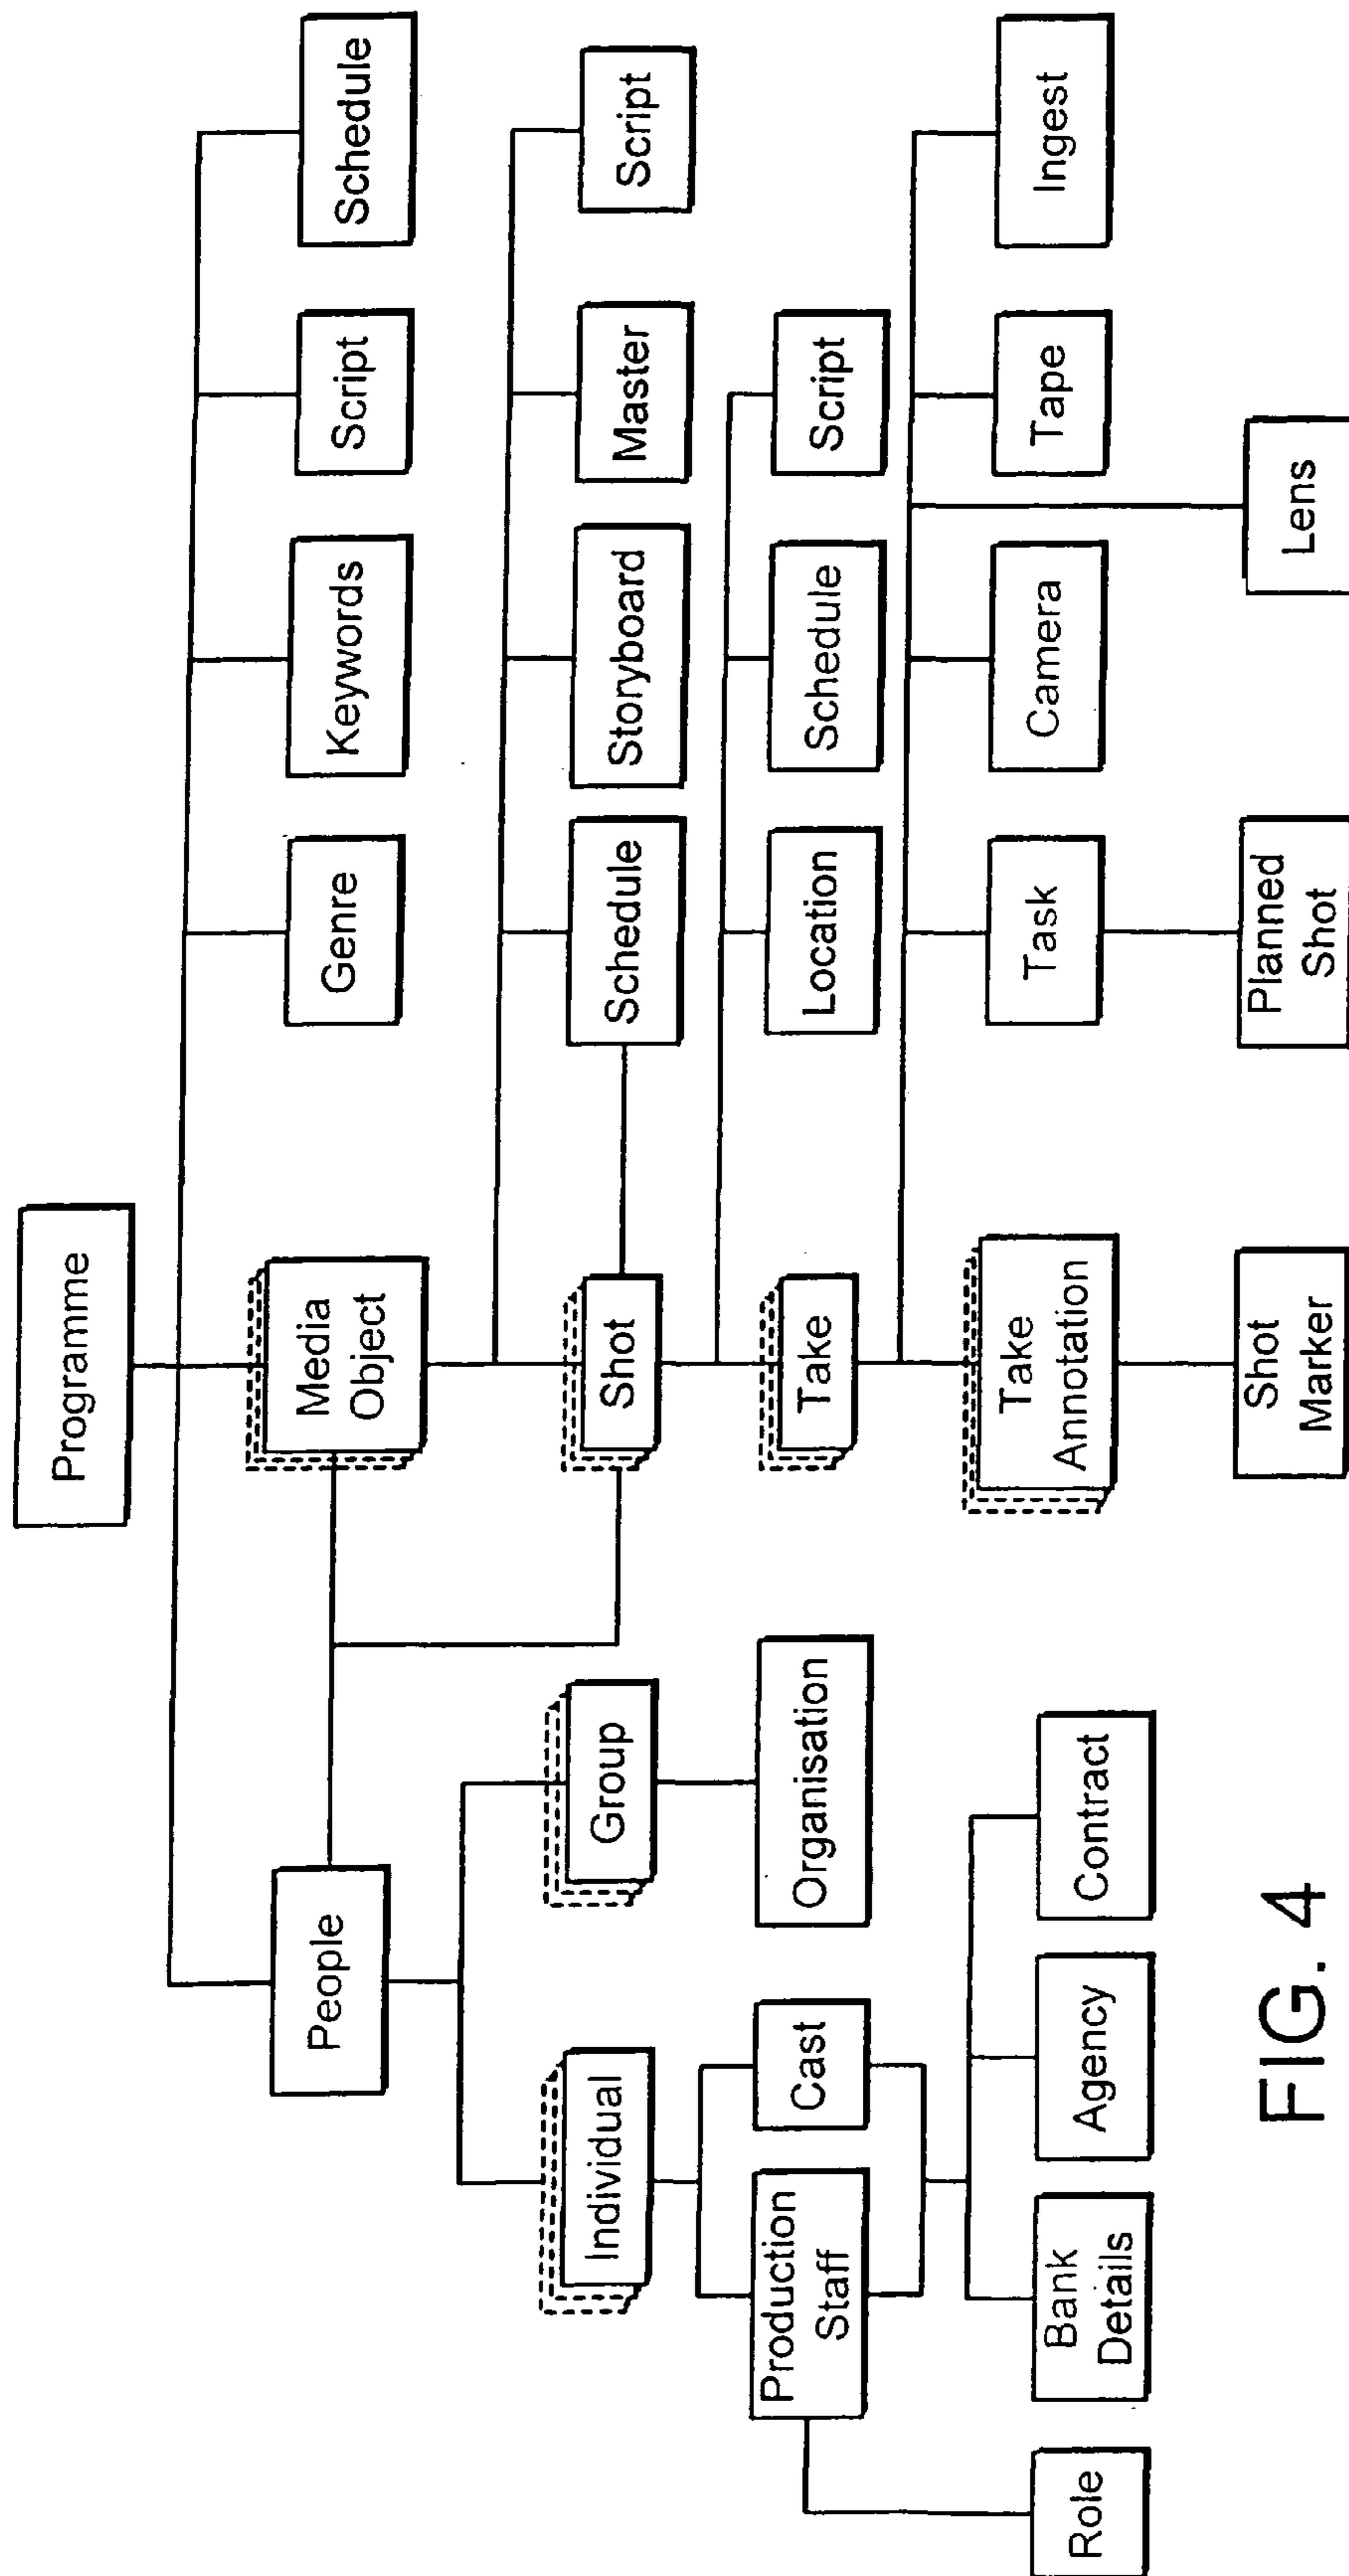 Programme
People
Media
Object
Genre
Keywords
Script
Schedule
Individual
Group
Shot
Schedule
Storyboard
Master
Script
Production
Staff
Cast
Organisation
Take
Location
Schedule
Script
Role
Bank
Details
Agency
Contract
Take
Annotation
Task
Camera
Tape
Ingest
Shot
Marker
Planned
Shot
Lens
FIG. 4